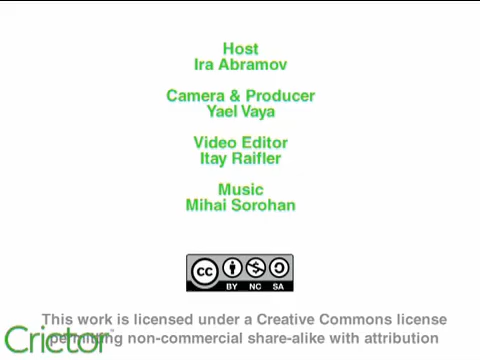 Host
Ira Abramov
Camera & Producer
Yael Vaya
Video Editor
Itay Raifler
Music
Mihai Sorohan
cc
BY NC SA
This work is licensed under a Creative Commons license
permitting non-commercial share-alike with attribution
Crictor